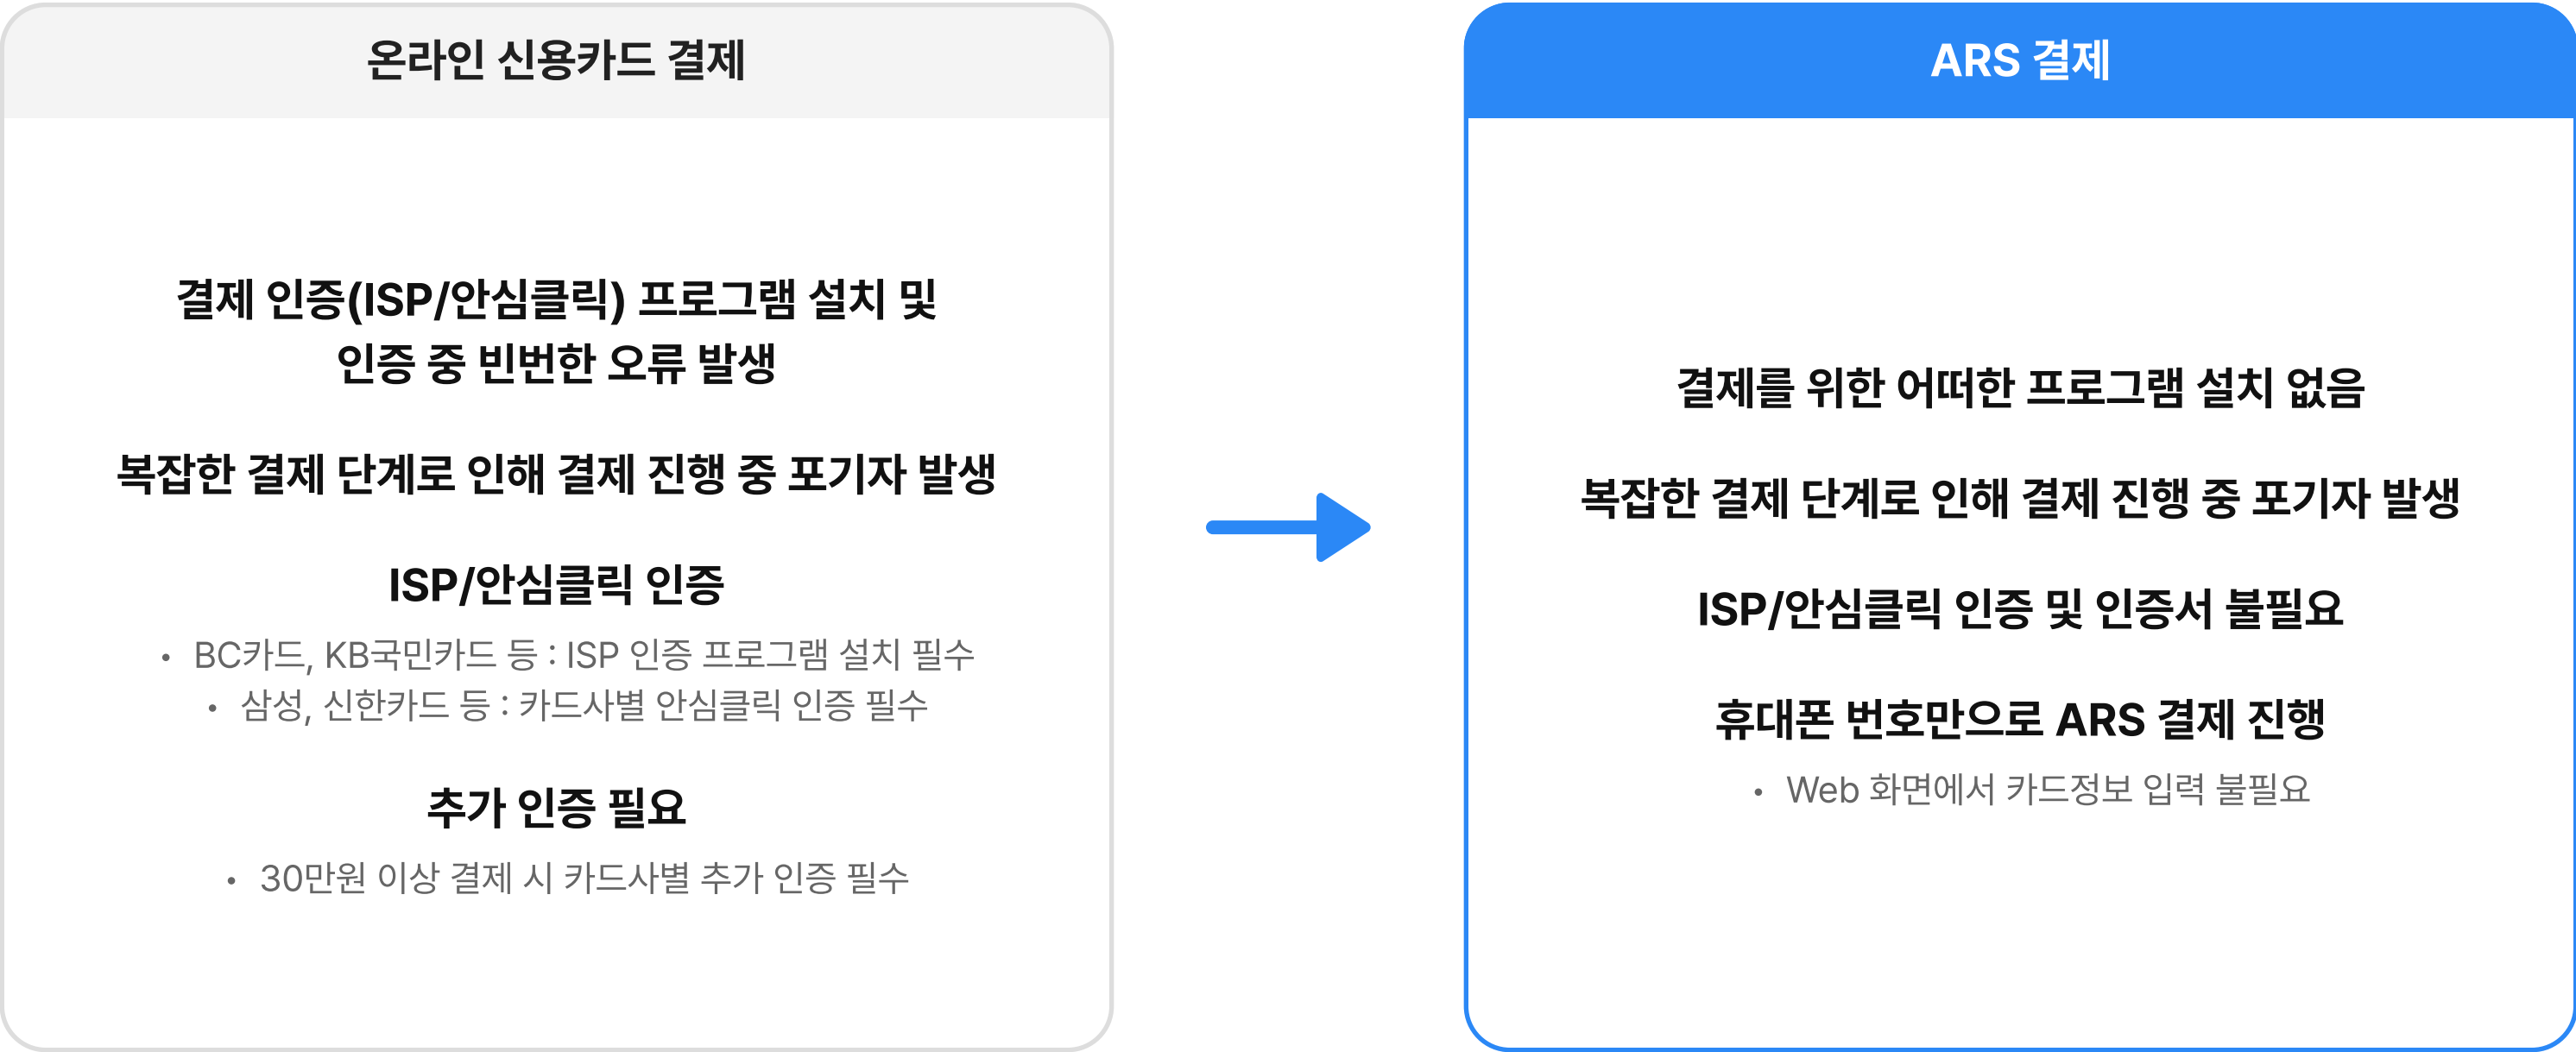 온라인 신용카드 결제
결제 인증(ISP/안심클릭) 프로그램 설치 및
인증 중 빈번한 오류 발생
복잡한 결제 단계로 인해 결제 진행 중 포기자 발생
ISP/안심클릭 인증
• BC카드, KB국민카드 등 : ISP 인증 프로그램 설치 필수
• 삼성, 신한카드 등 : 카드사별 안심클릭 인증 필수
추가 인증 필요
• 30만원 이상 결제 시 카드사별 추가 인증 필수
ARS 결제
결제를 위한 어떠한 프로그램 설치 없음
복잡한 결제 단계로 인해 결제 진행 중 포기자 발생
ISP/안심클릭 인증 및 인증서 불필요
휴대폰 번호만으로 ARS 결제 진행
• Web 화면에서 카드정보 입력 불필요